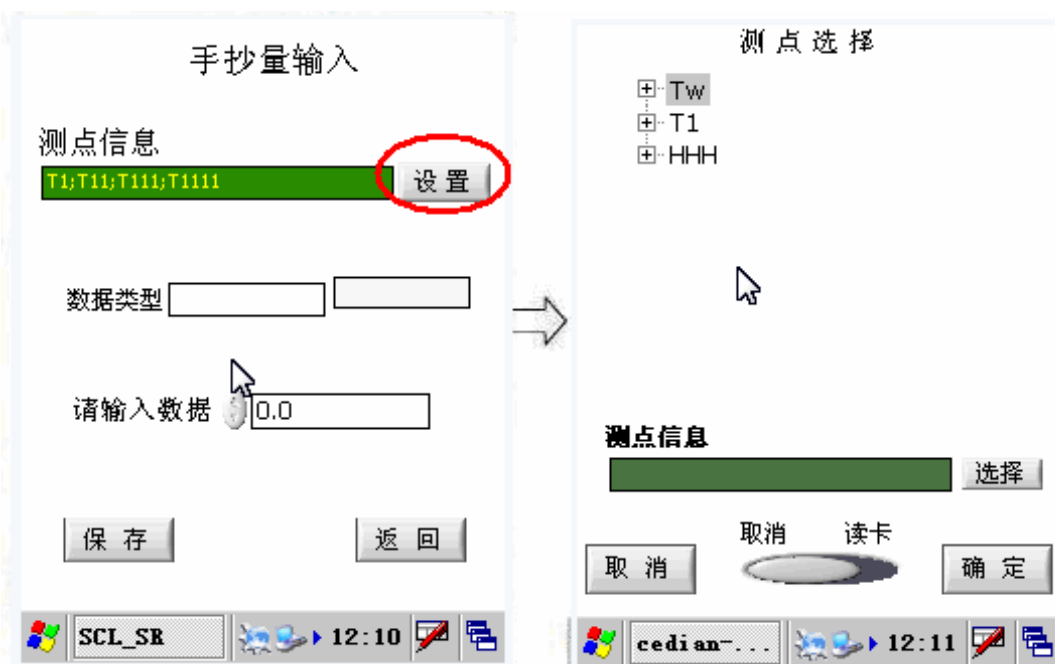 手抄量输入
测点信息
T1;T11;T111;T1111
设置
数据类型
请输入数据
0.0
保存
返回
SCL_SR
12:10
测点选择
Tw
T1
HHH
测点信息
选择
取消
读卡
取消
确定
cedian-...
12:11